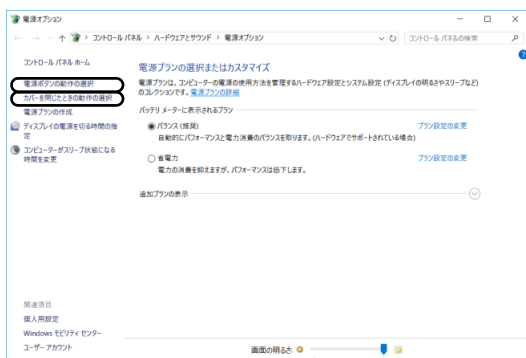 電源オプション
コントロール パネル › ハードウェアとサウンド › 電源オプション
コントロール パネルの検索
コントロール パネル ホーム
電源ボタンの動作の選択
カバーを閉じたときの動作の選択
電源プランの作成
ディスプレイの電源を切る時間の指
定
コンピューターがスリープ状態になる
時間を変更
電源プランの選択またはカスタマイズ
電源プランは、コンピューターの電源の使用方法を管理するハードウェア設定とシステム設定 (ディスプレイの明るさやスリープなど)
のコレクションです。電源プランの詳細
バッテリ メーターに表示されるプラン
バランス (推奨) プラン設定の変更
自動的にパフォーマンスと電力消費のバランスを取ります。(ハードウェアでサポートされている場合)
省電力 プラン設定の変更
電力の消費を抑えますが、パフォーマンスは低下します。
追加プランの表示
関連項目
個人用設定
Windows モビリティ センター
ユーザー アカウント
画面の明るさ: